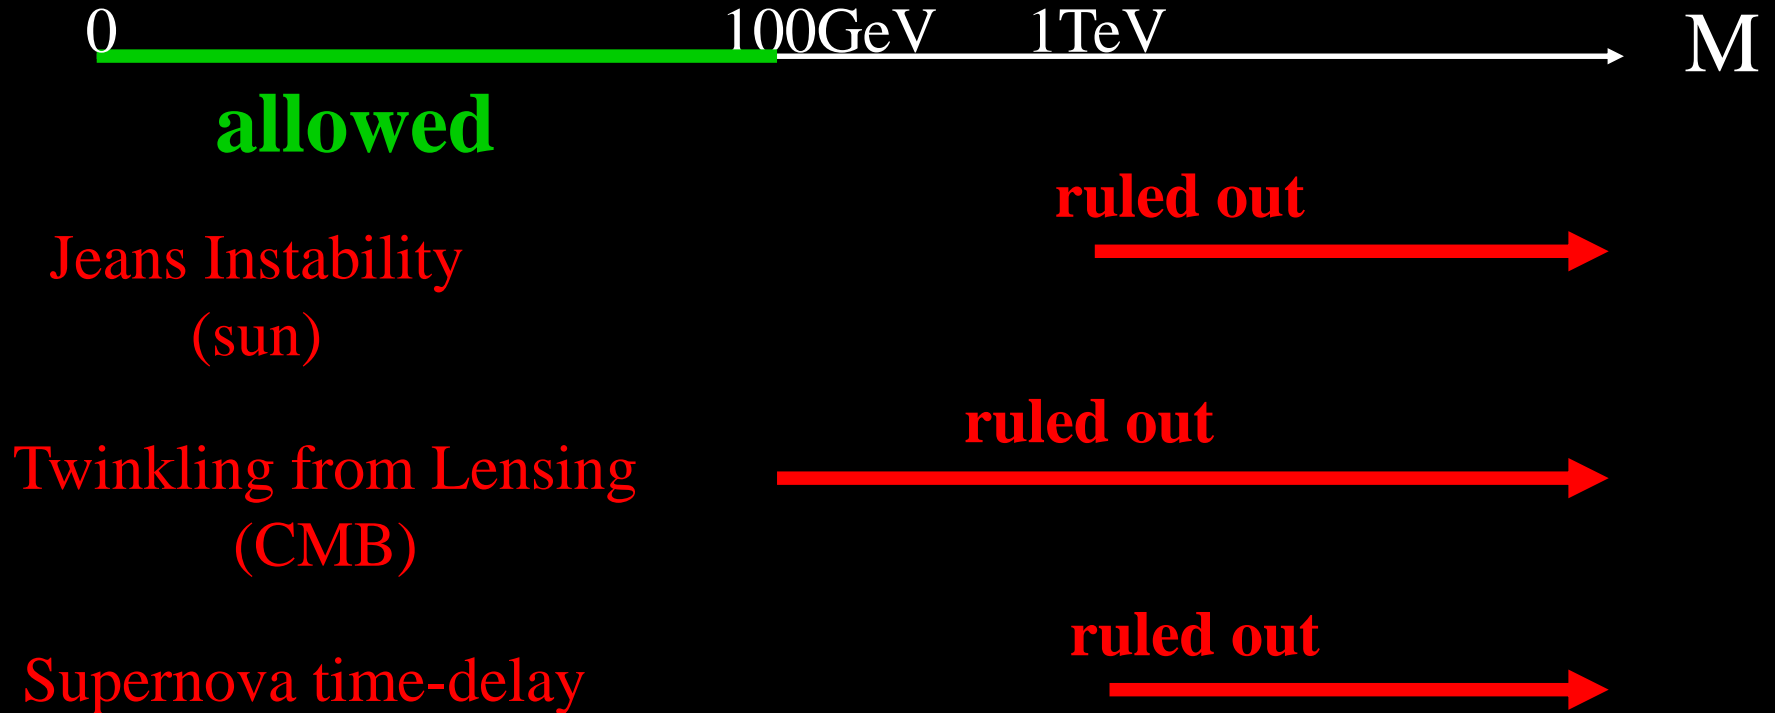 0 100GeV 1TeV M
allowed
ruled out
Jeans Instability
(sun)
ruled out
Twinkling from Lensing
(CMB)
ruled out
Supernova time-delay